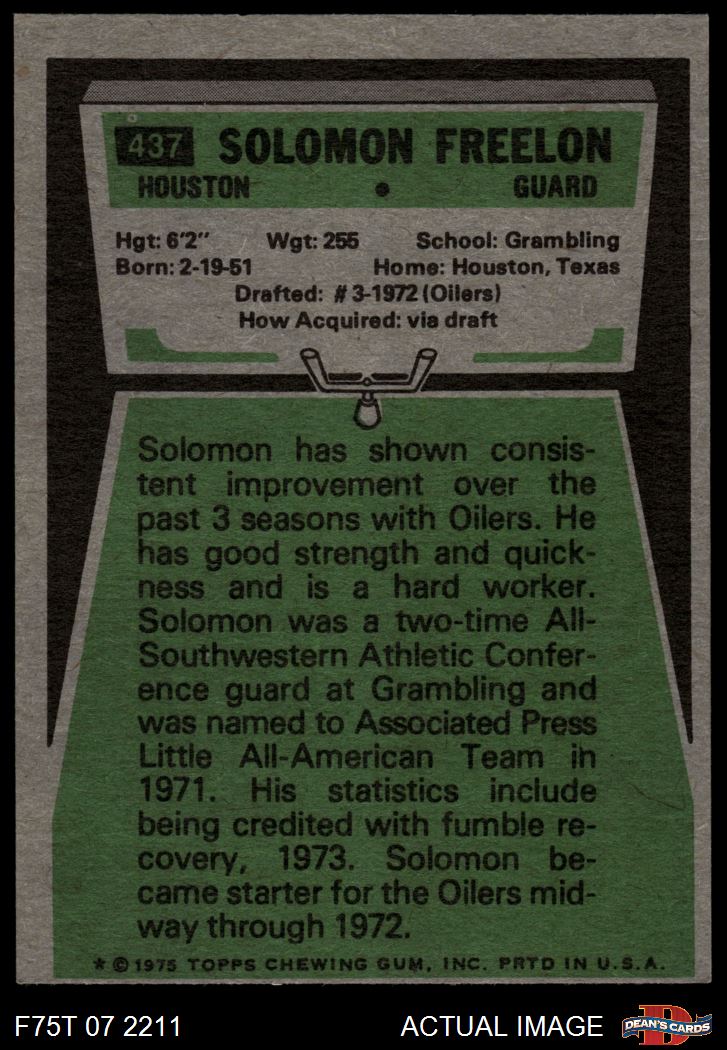 437 SOLOMON FREELON
HOUSTON • GUARD
Hgt: 6'2" Wgt: 255 School: Grambling
Born: 2-19-51 Home: Houston, Texas
Drafted: #3-1972 (Oilers)
How Acquired: via draft
Solomon has shown consis-
tent improvement over the
past 3 seasons with Oilers. He
has good strength and quick-
ness and is a hard worker.
Solomon was a two-time All-
Southwestern Athletic Confer-
ence guard at Grambling and
was named to Associated Press
Little All-American Team in
1971. His statistics include
being credited with fumble re-
covery, 1973. Solomon be-
came starter for the Oilers mid-
way through 1972.
* © 1975 TOPPS CHEWING GUM, INC. PRTD IN U.S.A.
F75T 07 2211 ACTUAL IMAGE D DEAN'S CARDS